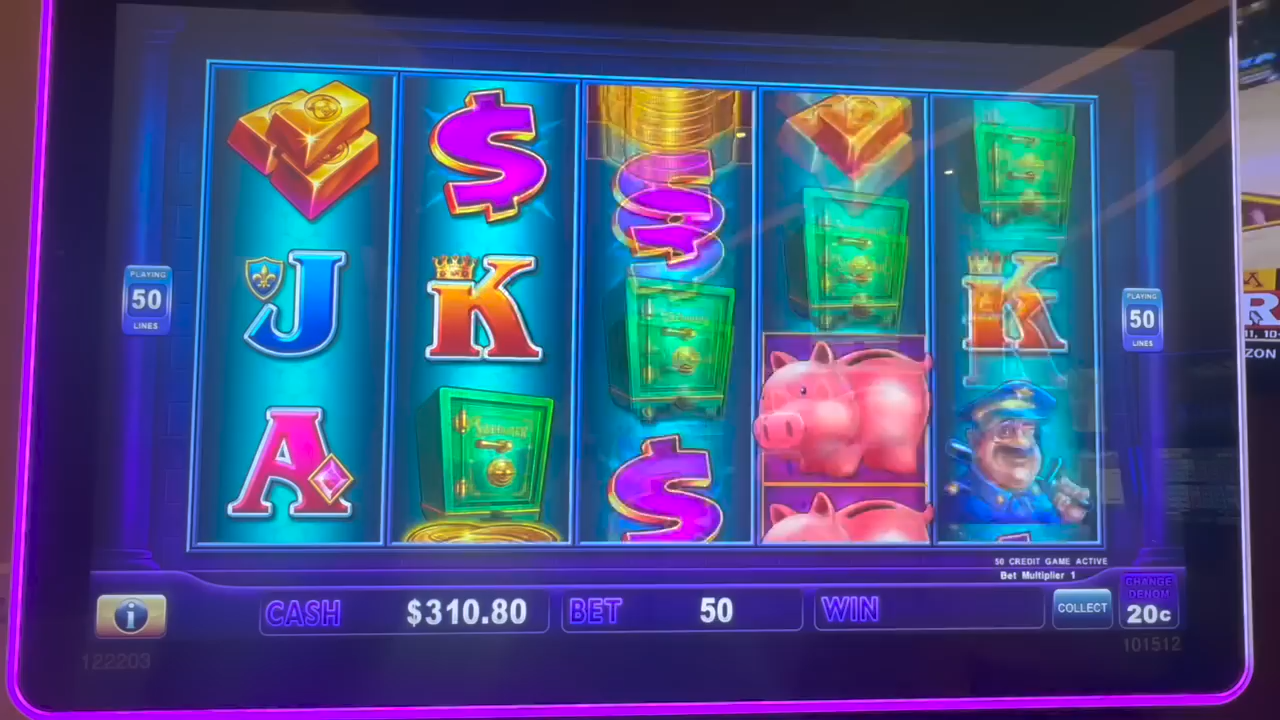 J
K
K
A
PLAYING
50
LINES
PLAYING
50
LINES
50 CREDIT GAME ACTIVE
Bet Multiplier 1
CASH $310.80 BET 50 WIN
COLLECT
CHANGE
DENOM
20c
122203
101512
ZON